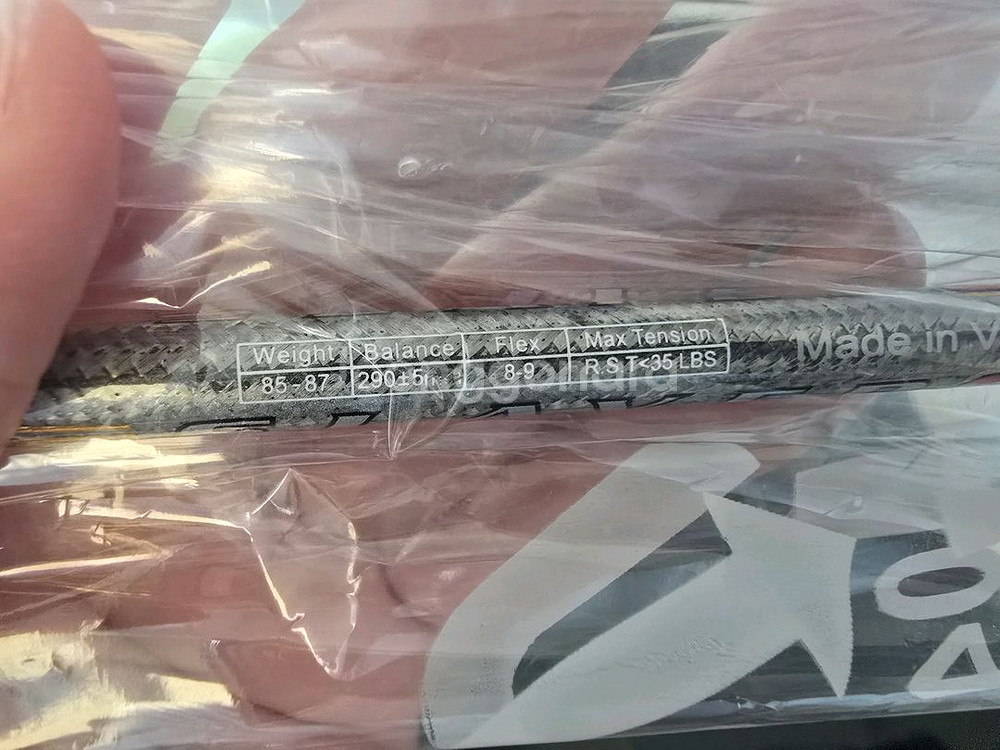 Weight Balance Flex Max Tension
85-87 290±5 8-9 R.S.T<35 LBS
Made in V